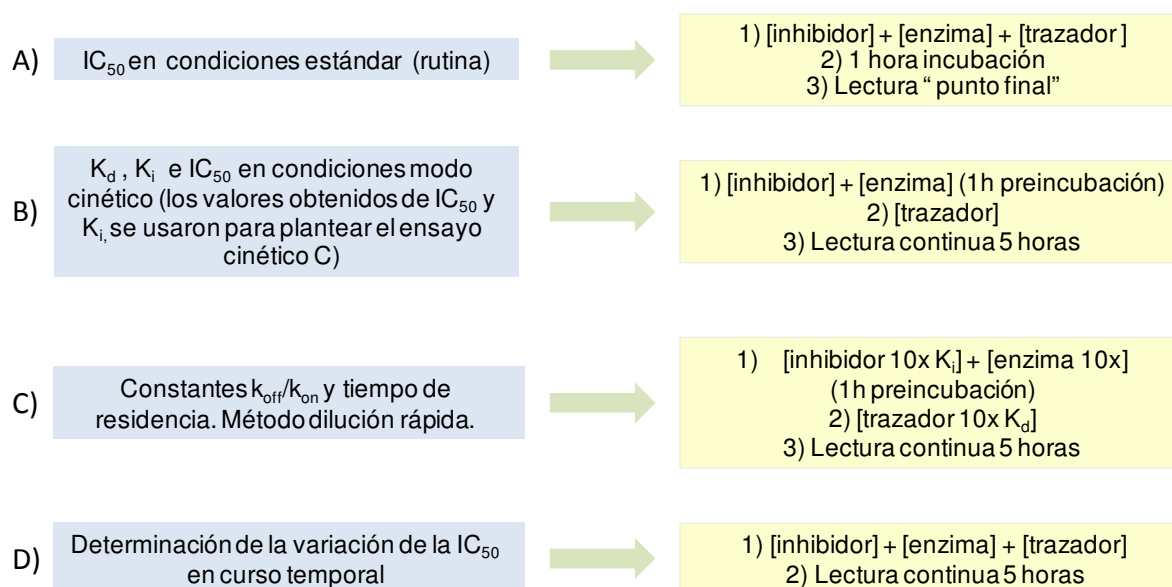 A)
IC50 en condiciones estándar (rutina)
1) [inhibidor] + [enzima] + [trazador ]
2) 1 hora incubación
3) Lectura “ punto final”
B)
Kd , Ki e IC50 en condiciones modo
cinético (los valores obtenidos de IC50 y
Ki, se usaron para plantear el ensayo
cinético C)
1) [inhibidor] + [enzima] (1h preincubación)
2) [trazador]
3) Lectura continua 5 horas
C)
Constantes koff/kon y tiempo de
residencia. Método dilución rápida.
1) [inhibidor 10x Ki] + [enzima 10x]
(1h preincubación)
2) [trazador 10x Kd]
3) Lectura continua 5 horas
D)
Determinación de la variación de la IC50
en curso temporal
1) [inhibidor] + [enzima] + [trazador]
2) Lectura continua 5 horas